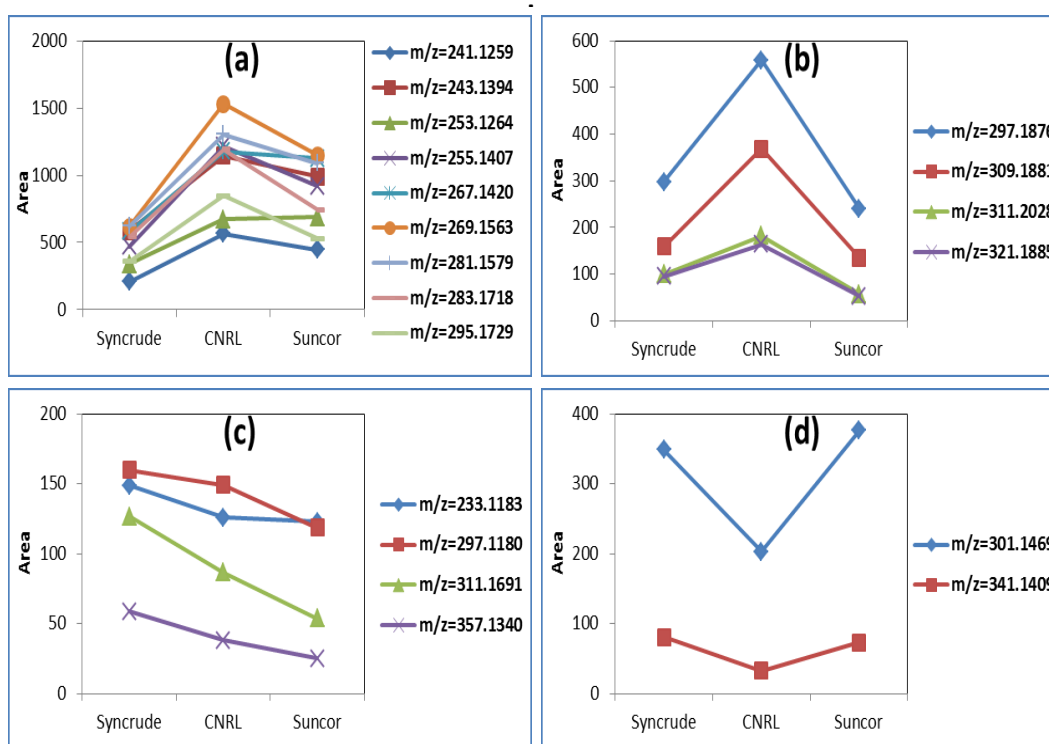 (a)
2000
1500
1000
500
0
Area
Syncrude CNRL Suncor
m/z=241.1259
m/z=243.1394
m/z=253.1264
m/z=255.1407
m/z=267.1420
m/z=269.1563
m/z=281.1579
m/z=283.1718
m/z=295.1729
(b)
600
500
400
300
200
100
0
Area
Syncrude CNRL Suncor
m/z=297.1876
m/z=309.1881
m/z=311.2028
m/z=321.1885
(c)
200
150
100
50
0
Area
Syncrude CNRL Suncor
m/z=233.1183
m/z=297.1180
m/z=311.1691
m/z=357.1340
(d)
400
300
200
100
0
Area
Syncrude CNRL Suncor
m/z=301.1469
m/z=341.1409